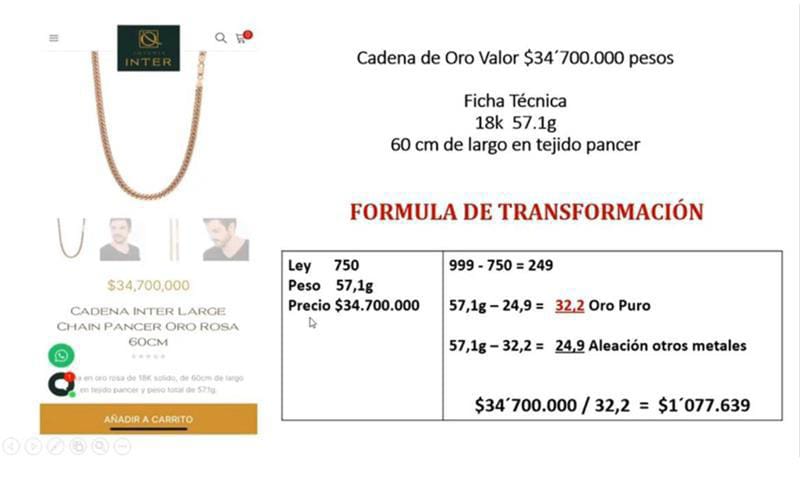 INTER
0
Cadena de Oro Valor $34´700.000 pesos
Ficha Técnica
18k 57.1g
60 cm de largo en tejido pancer
FORMULA DE TRANSFORMACIÓN
$34,700,000
CADENA INTER LARGE
CHAIN PANCER ORO ROSA
60CM
a en oro rosa de 18K solido, de 60cm de largo
en tejido pancer y peso total de 57.1g.
1
AÑADIR A CARRITO
Ley 750
Peso 57,1g
Precio $34.700.000
999 - 750 = 249
57,1g – 24,9 = 32,2 Oro Puro
57,1g – 32,2 = 24,9 Aleación otros metales
$34´700.000 / 32,2 = $1´077.639